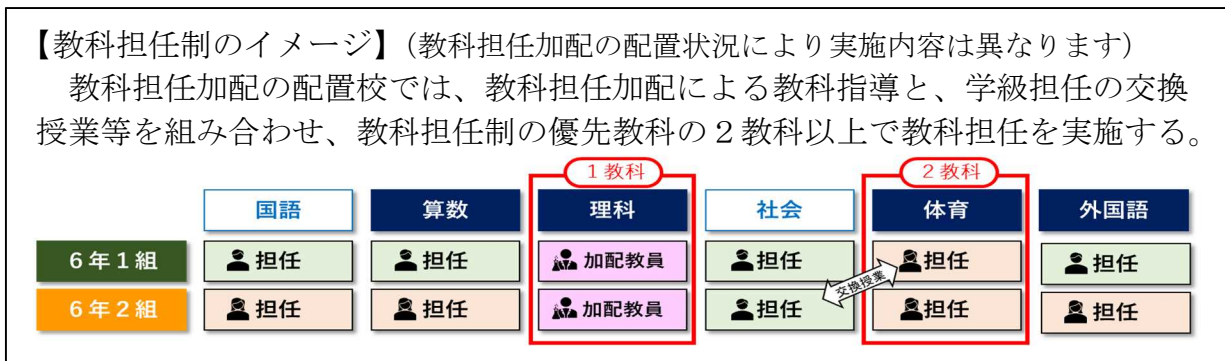 【教科担任制のイメージ】(教科担任加配の配置状況により実施内容は異なります)
教科担任加配の配置校では、教科担任加配による教科指導と、学級担任の交換
授業等を組み合わせ、教科担任制の優先教科の2教科以上で教科担任を実施する。
1教科 2教科
国語 算数 理科 社会 体育 外国語
6年1組 担任 担任 加配教員 担任 担任 担任
交換授業
6年2組 担任 担任 加配教員 担任 担任 担任